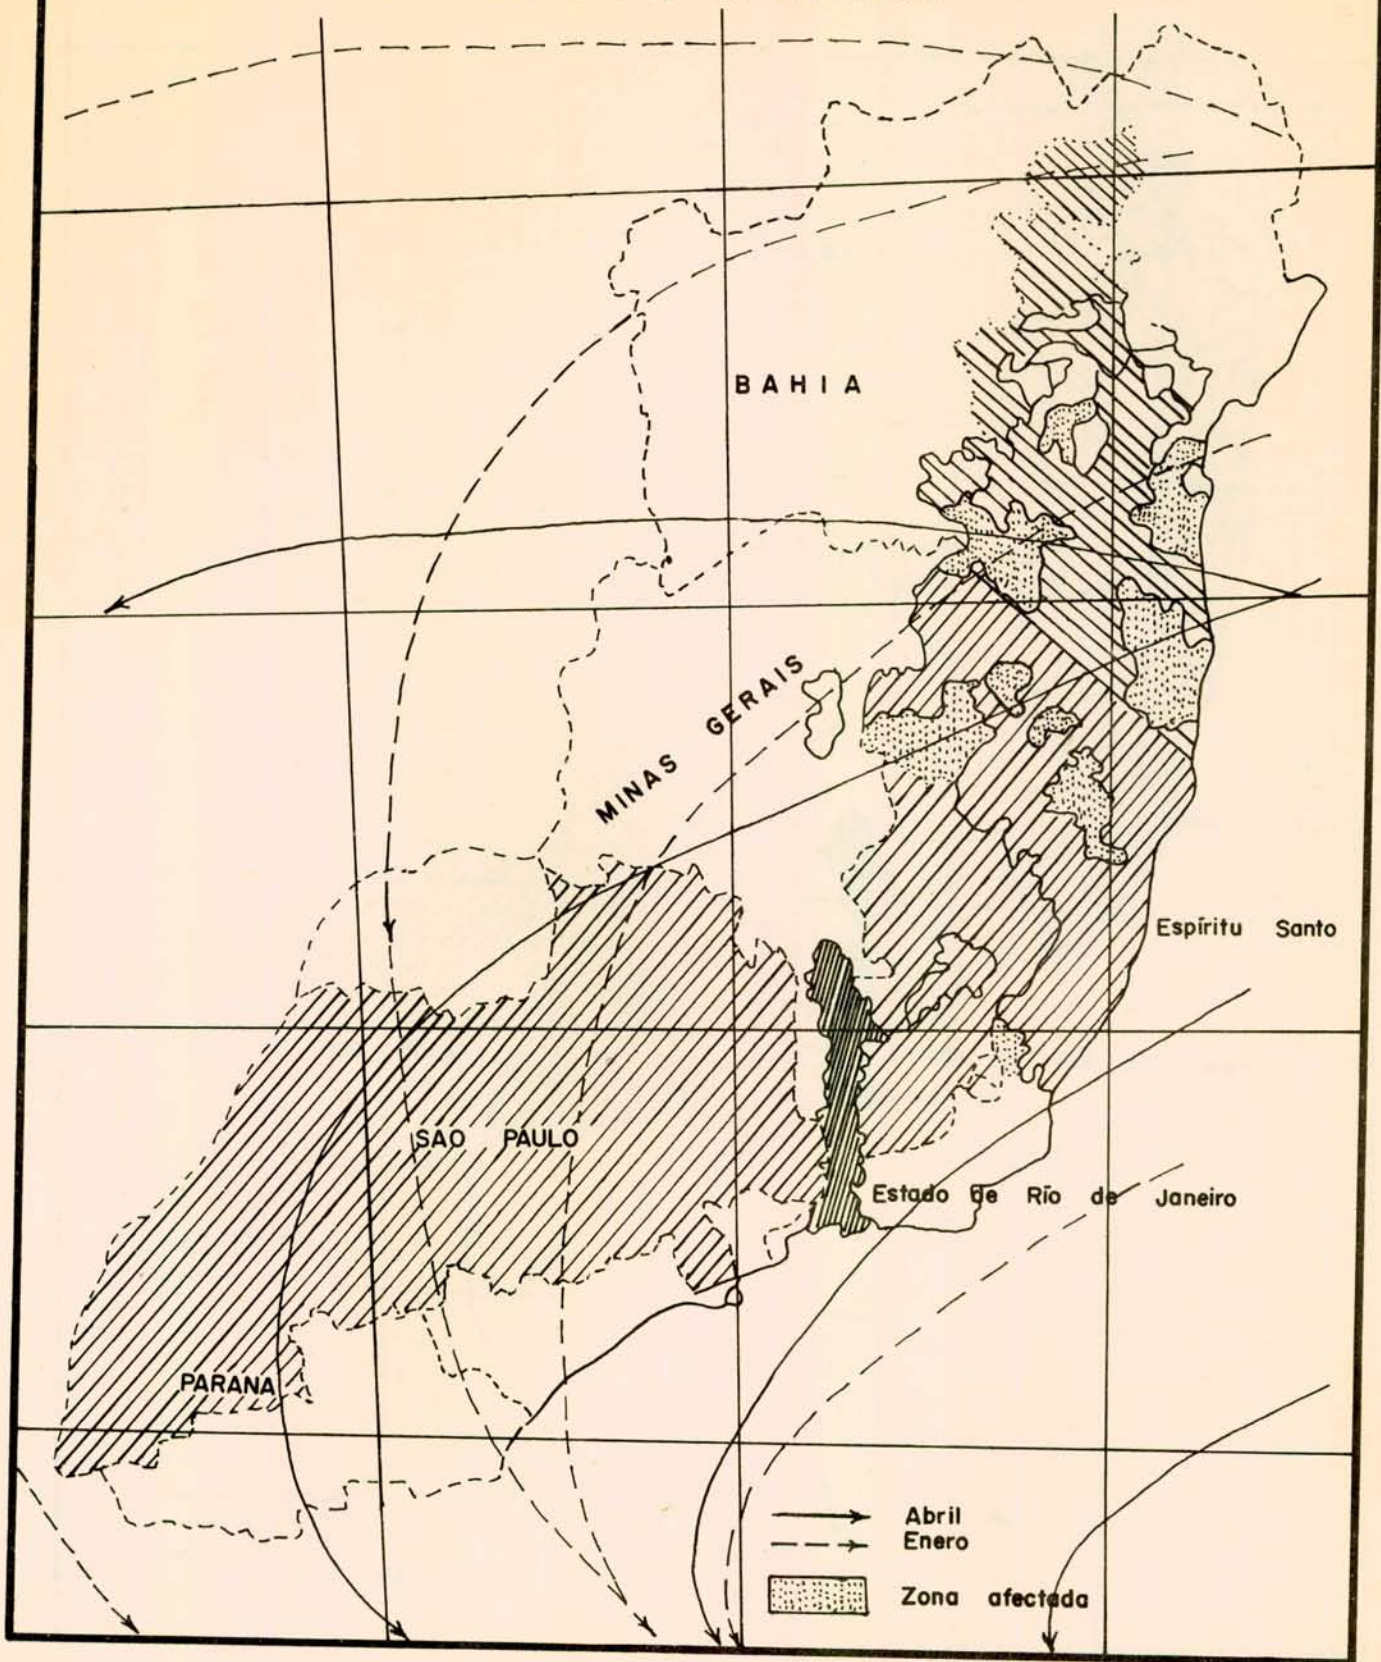 BAHIA
MINAS GERAIS
Espíritu Santo
SAO PAULO
Estado de Río de Janeiro
PARANA
Abril
Enero
Zona afectada